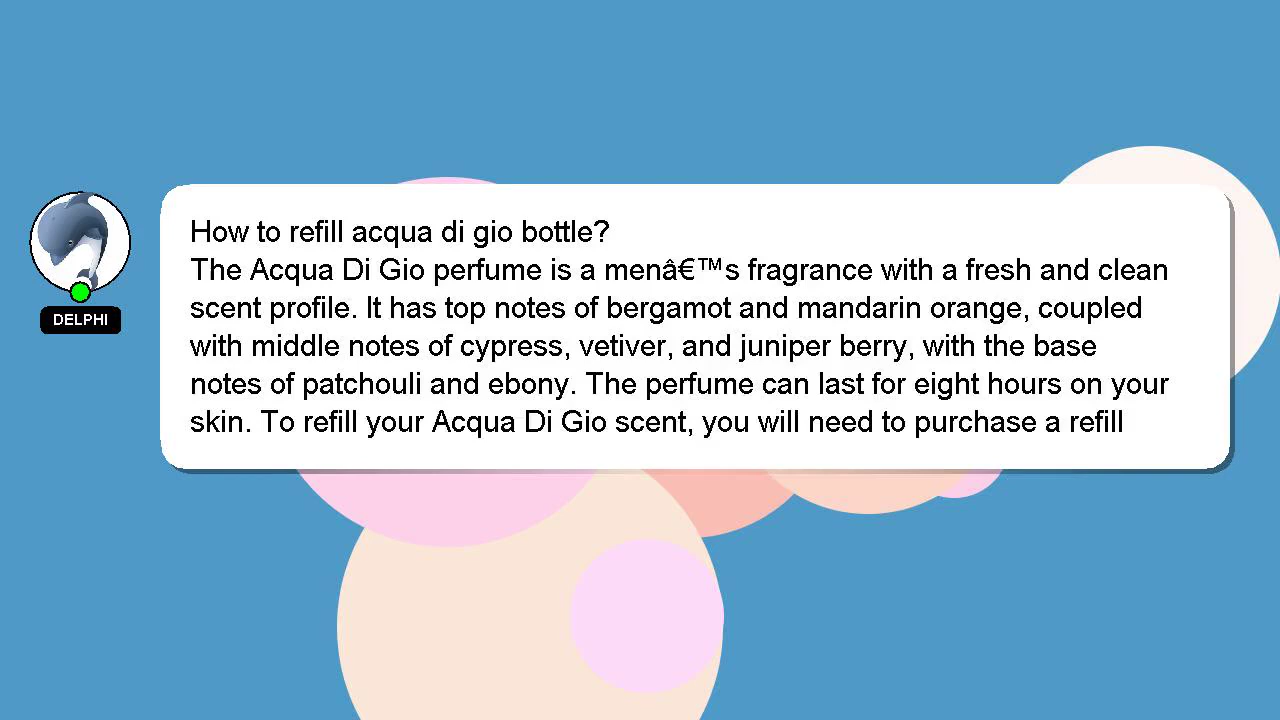 How to refill acqua di gio bottle?
The Acqua Di Gio perfume is a menâ€™s fragrance with a fresh and clean
scent profile. It has top notes of bergamot and mandarin orange, coupled
with middle notes of cypress, vetiver, and juniper berry, with the base
notes of patchouli and ebony. The perfume can last for eight hours on your
skin. To refill your Acqua Di Gio scent, you will need to purchase a refill
DELPHI